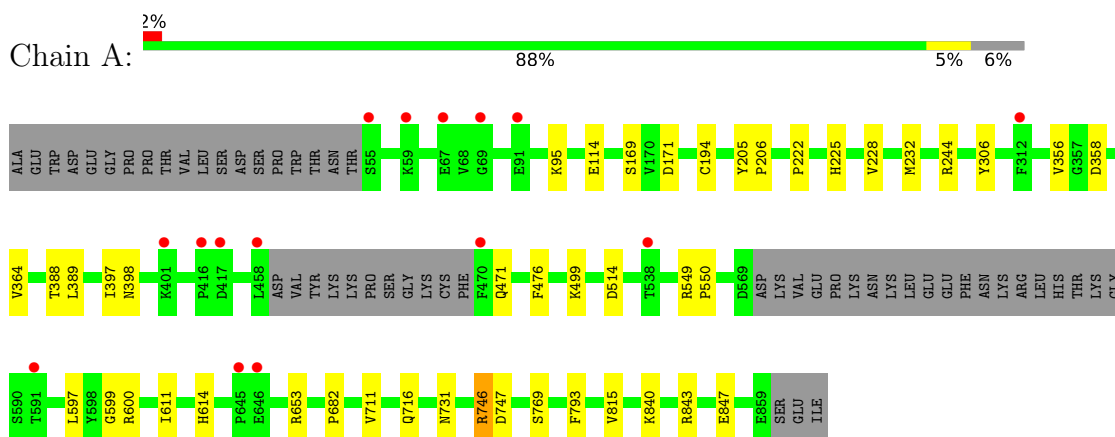 2%
Chain A:
88% 5% 6%
ALA GLU TRP ASP GLU GLY PRO PRO THR VAL LEU SER ASP SER PRO TRP THR ASN THR S55 K59 E67 V68 G69 E91 K95 E114 S169 V170 D171 C194 Y205 P206 P222 H225 V228 M232 R244 Y306 F312 V356 G357 D358
V364 T388 L389 I397 N398 K401 P416 D417 L458 ASP VAL TYR LYS LYS PRO SER GLY LYS CYS PHE F470 Q471 F476 K499 D514 T538 R549 P550 D569 ASP LYS VAL GLU PRO LYS ASN LYS LEU GLU GLU PHE ASN LYS ARG LEU HIS THR LYS GLY
S590 T591 L597 Y598 G599 R600 I611 H614 P645 E646 R653 P682 V711 Q716 N731 R746 D747 S769 F793 V815 K840 R843 E847 E859 SER GLU ILE